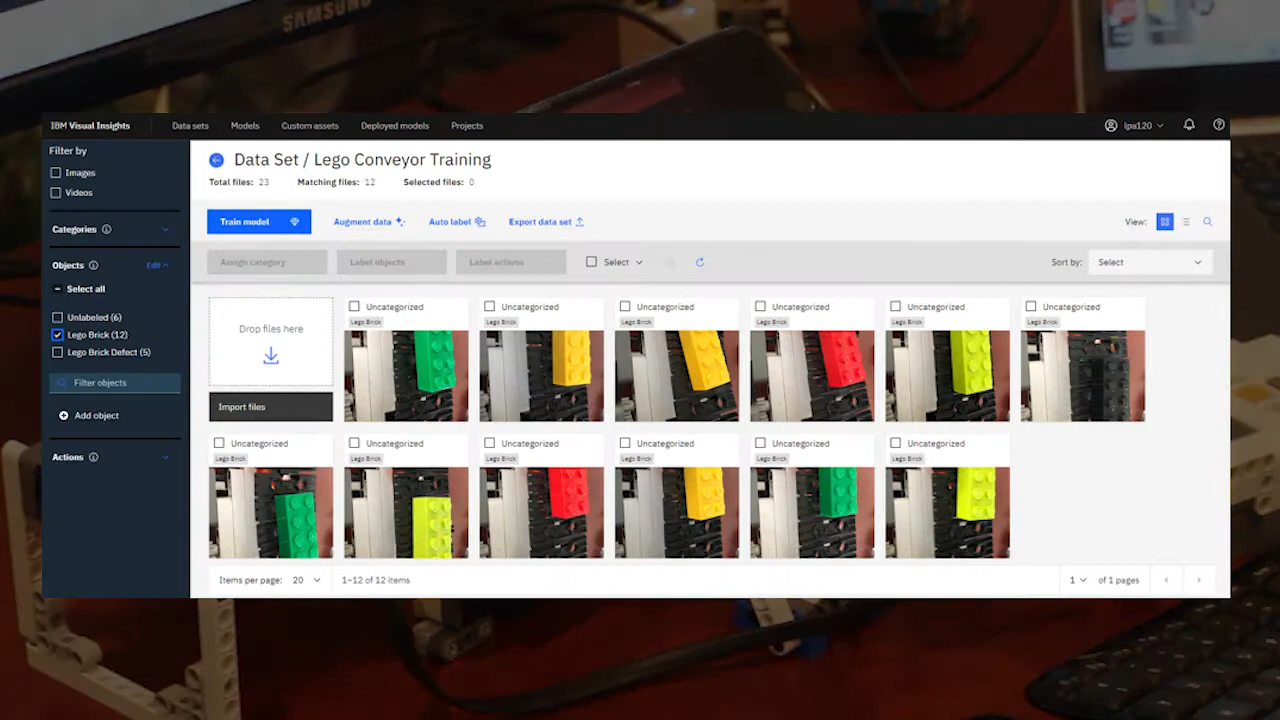 SAMSUNG
IBM Visual Insights
Data sets
Models
Custom assets
Deployed models
Projects
lpa120
Filter by
Images
Videos
Categories
Objects
Edit
Select all
Unlabeled (6)
Lego Brick (12)
Lego Brick Defect (5)
Filter objects
Add object
Actions
Data Set / Lego Conveyor Training
Total files: 23
Matching files: 12
Selected files: 0
Train model
Augment data
Auto label
Export data set
View:
Assign category
Label objects
Label actions
Select
Sort by:
Select
Drop files here
Import files
Uncategorized
Lego Brick
Uncategorized
Lego Brick
Uncategorized
Lego Brick
Uncategorized
Lego Brick
Uncategorized
Lego Brick
Uncategorized
Lego Brick
Uncategorized
Lego Brick
Uncategorized
Lego Brick
Uncategorized
Lego Brick
Uncategorized
Lego Brick
Uncategorized
Lego Brick
Uncategorized
Lego Brick
Items per page: 20
1–12 of 12 items
1
of 1 pages